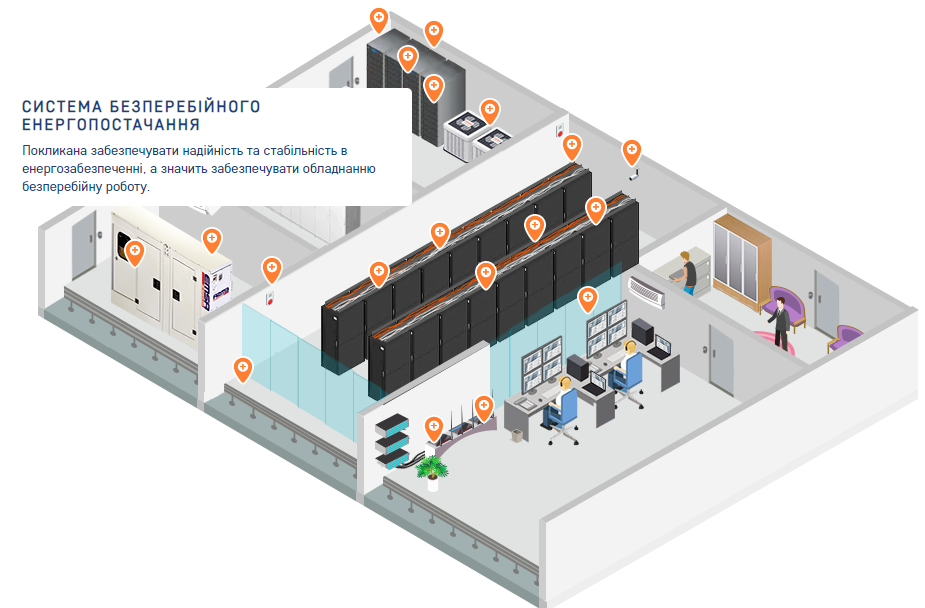 СИСТЕМА БЕЗПЕРЕБІЙНОГО
ЕНЕРГОПОСТАЧАННЯ
Покликана забезпечувати надійність та стабільність в
енергозабезпеченні, а значить забезпечувати обладнанню
безперебійну роботу.